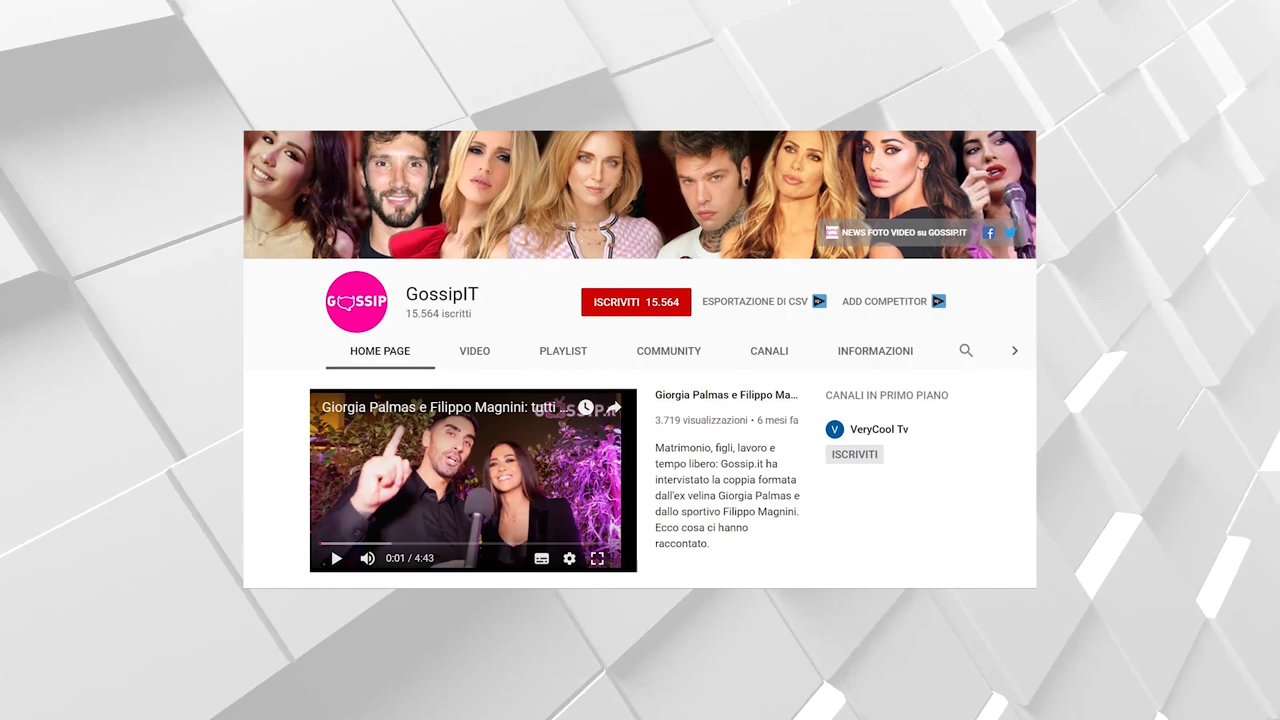 NEWS FOTO VIDEO su GOSSIP.IT
GOSSIP
GossipIT
15.564 iscritti
ISCRIVITI 15.564
ESPORTAZIONE DI CSV
ADD COMPETITOR
HOME PAGE
VIDEO
PLAYLIST
COMMUNITY
CANALI
INFORMAZIONI
Giorgia Palmas e Filippo Magnini: tutti ...
GOSSIP.it
0:01 / 4:43
Giorgia Palmas e Filippo Ma...
3.719 visualizzazioni • 6 mesi fa
Matrimonio, figli, lavoro e
tempo libero: Gossip.it ha
intervistato la coppia formata
dall'ex velina Giorgia Palmas e
dallo sportivo Filippo Magnini.
Ecco cosa ci hanno
raccontato.
CANALI IN PRIMO PIANO
V VeryCool Tv
ISCRIVITI